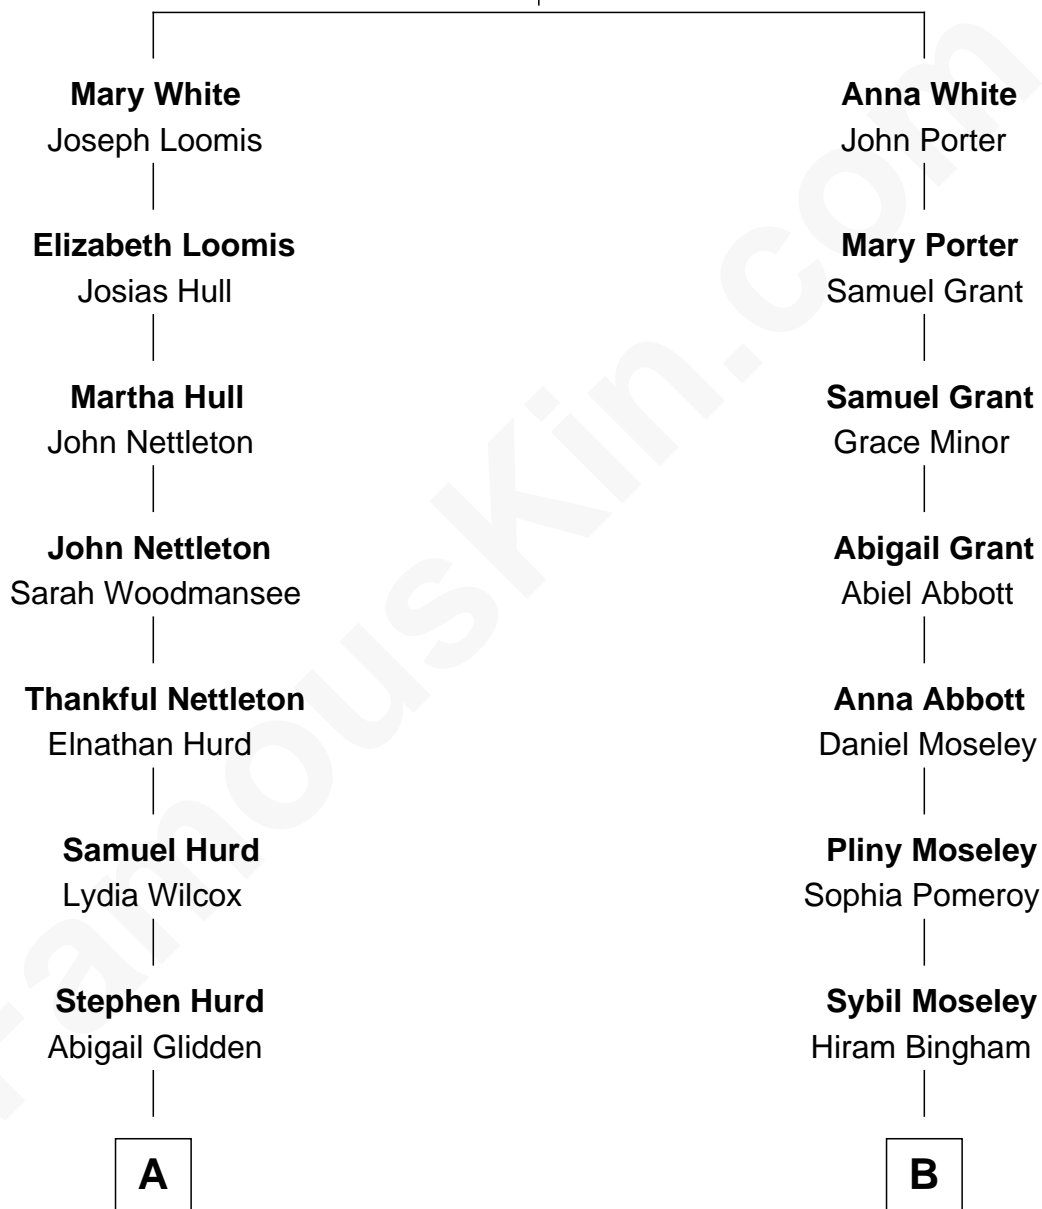 Mary White
Joseph Loomis
Elizabeth Loomis
Josias Hull
Martha Hull
John Nettleton
John Nettleton
Sarah Woodmansee
Thankful Nettleton
Elnathan Hurd
Samuel Hurd
Lydia Wilcox
Stephen Hurd
Abigail Glidden
A
Anna White
John Porter
Mary Porter
Samuel Grant
Samuel Grant
Grace Minor
Abigail Grant
Abiel Abbott
Anna Abbott
Daniel Moseley
Pliny Moseley
Sophia Pomeroy
Sybil Moseley
Hiram Bingham
B
FamousKin.com